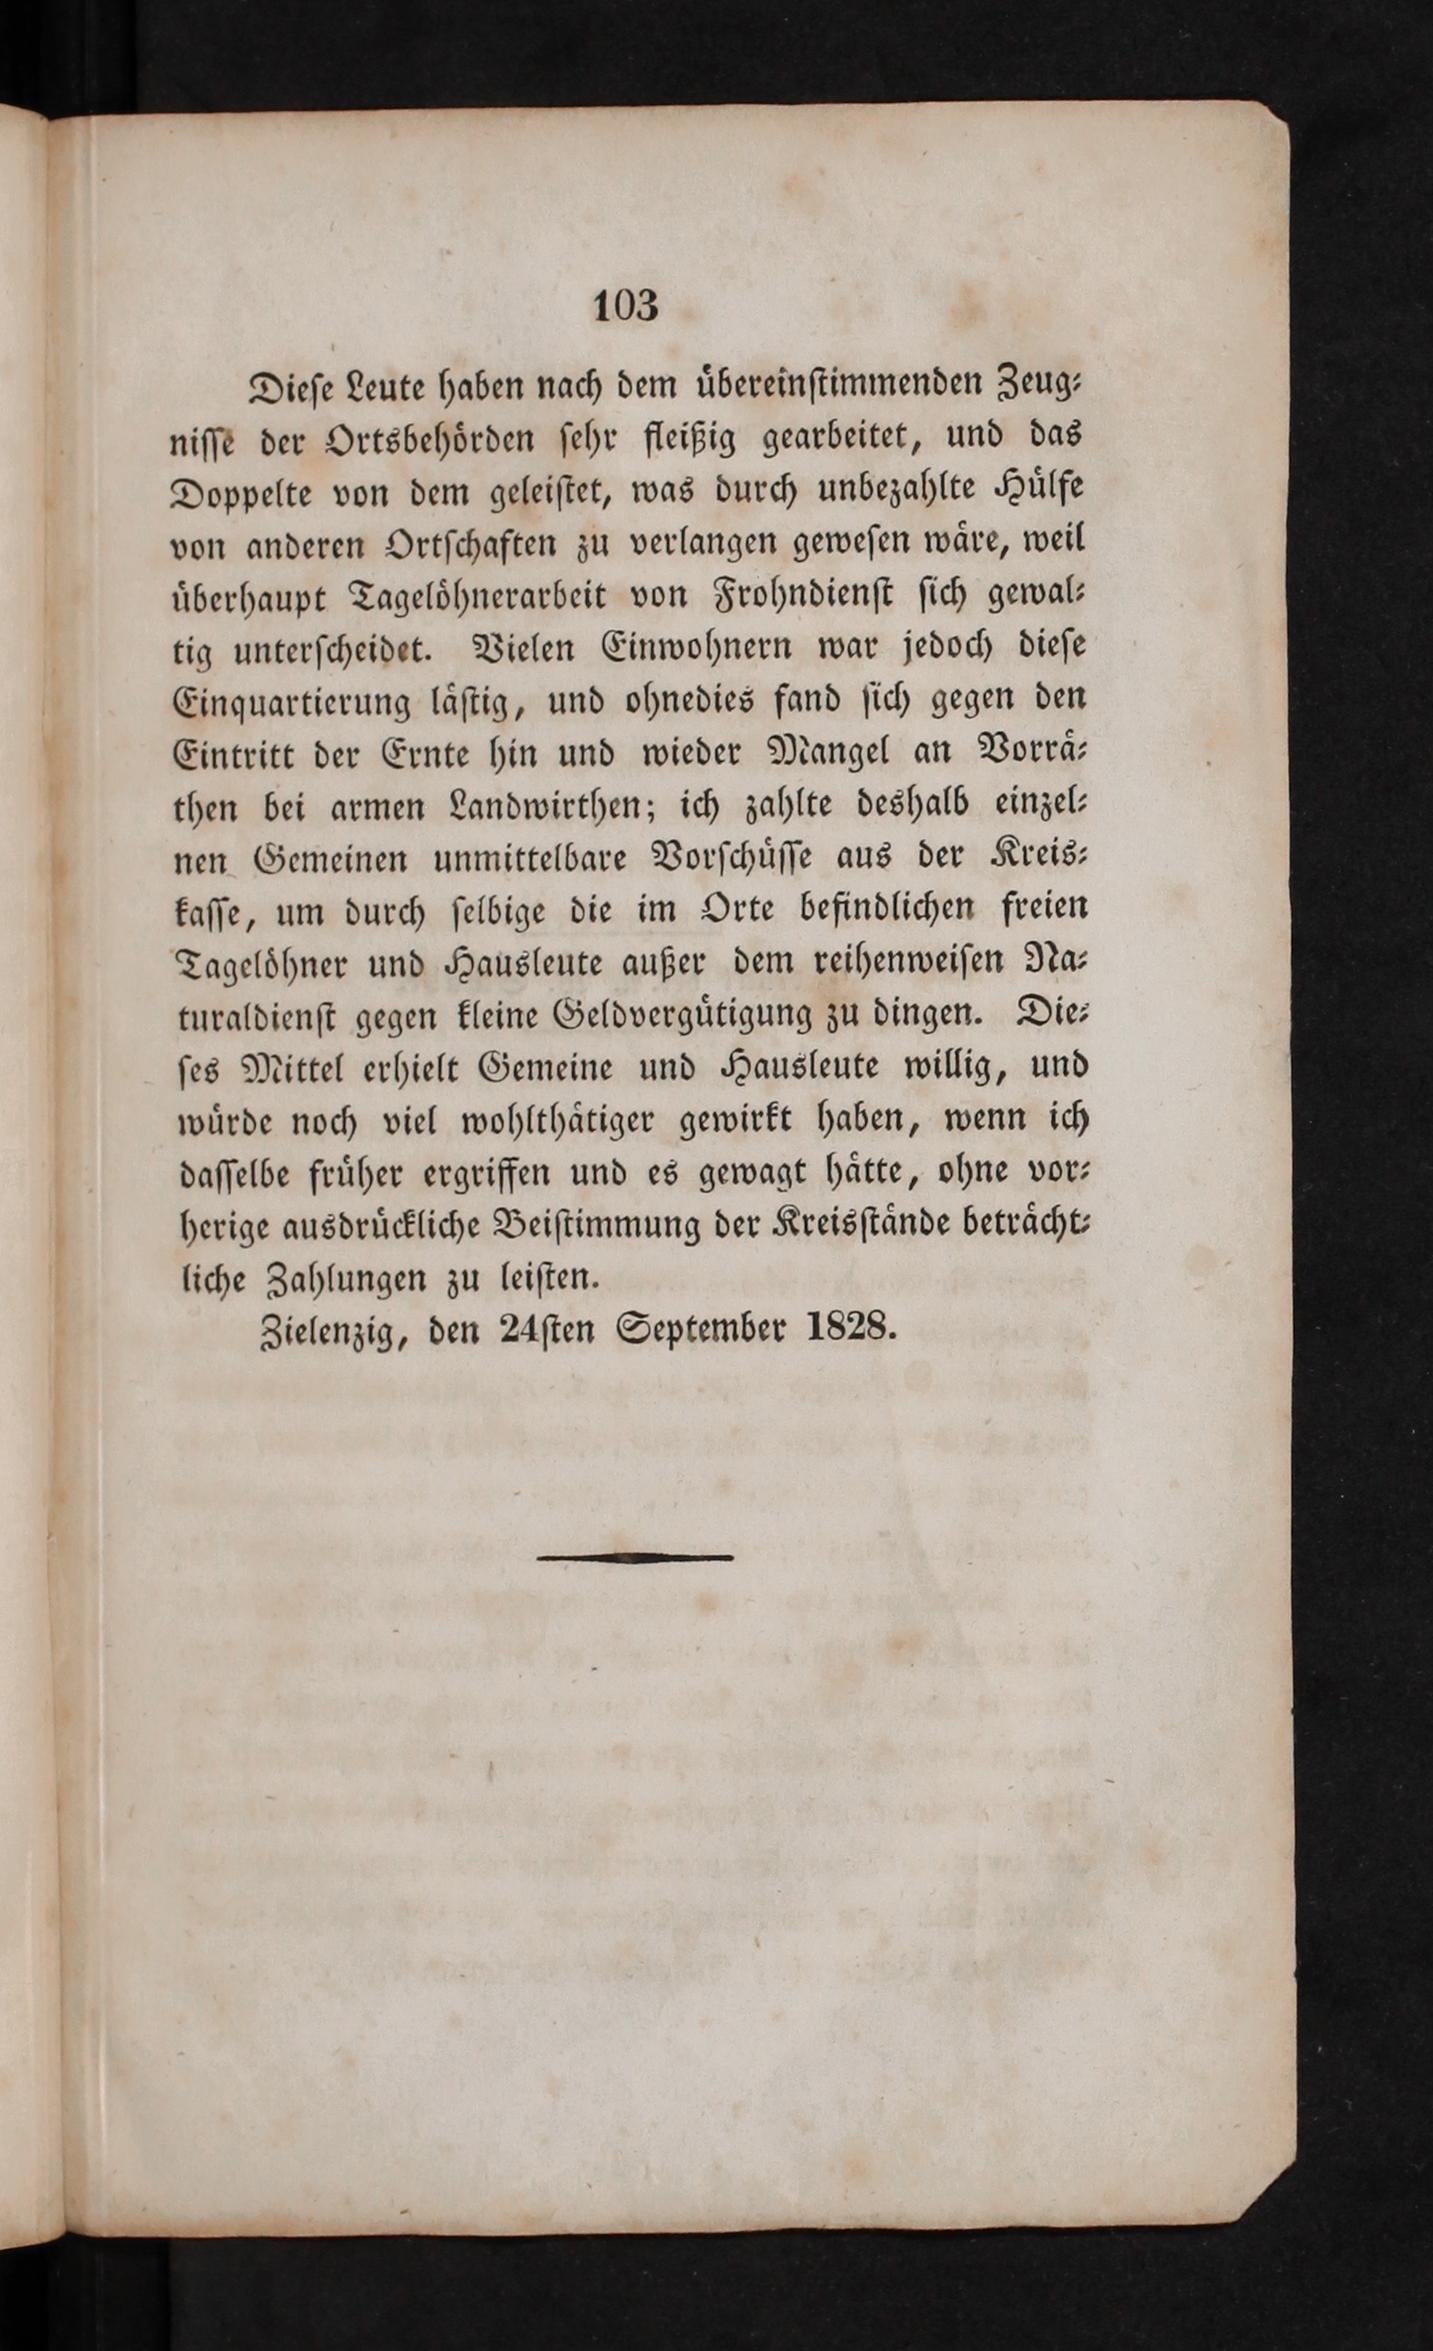 103
Dieſe Leute haben nach dem übereinſtimmenden Zeug⸗
niſſe der Ortsbehörden ſehr fleißig gearbeitet, und das
Doppelte von dem geleiſtet, was durch unbezahlte Hülfe
von anderen Ortſchaften zu verlangen geweſen wäre, weil
überhaupt Tagelöhnerarbeit von Frohndienſt ſich gewal⸗
tig unterſcheidet. Vielen Einwohnern war jedoch dieſe
Einquartierung läſtig, und ohnedies fand ſich gegen den
Eintritt der Ernte hin und wieder Mangel an Vorrä⸗
then bei armen Landwirthen; ich zahlte deshalb einzel⸗
nen Gemeinen unmittelbare Vorſchüſſe aus der Kreis⸗
kaſſe, um durch ſelbige die im Orte befindlichen freien
Tagelöhner und Hausleute außer dem reihenweiſen Na⸗
turaldienſt gegen kleine Geldvergütigung zu dingen. Die⸗
ſes Mittel erhielt Gemeine und Hausleute willig, und
würde noch viel wohlthätiger gewirkt haben, wenn ich
daſſelbe früher ergriffen und es gewagt hätte, ohne vor⸗
herige ausdrückliche Beiſtimmung der Kreisſtände beträcht⸗
liche Zahlungen zu leiſten.
Zielenzig, den 24ſten September 1828.